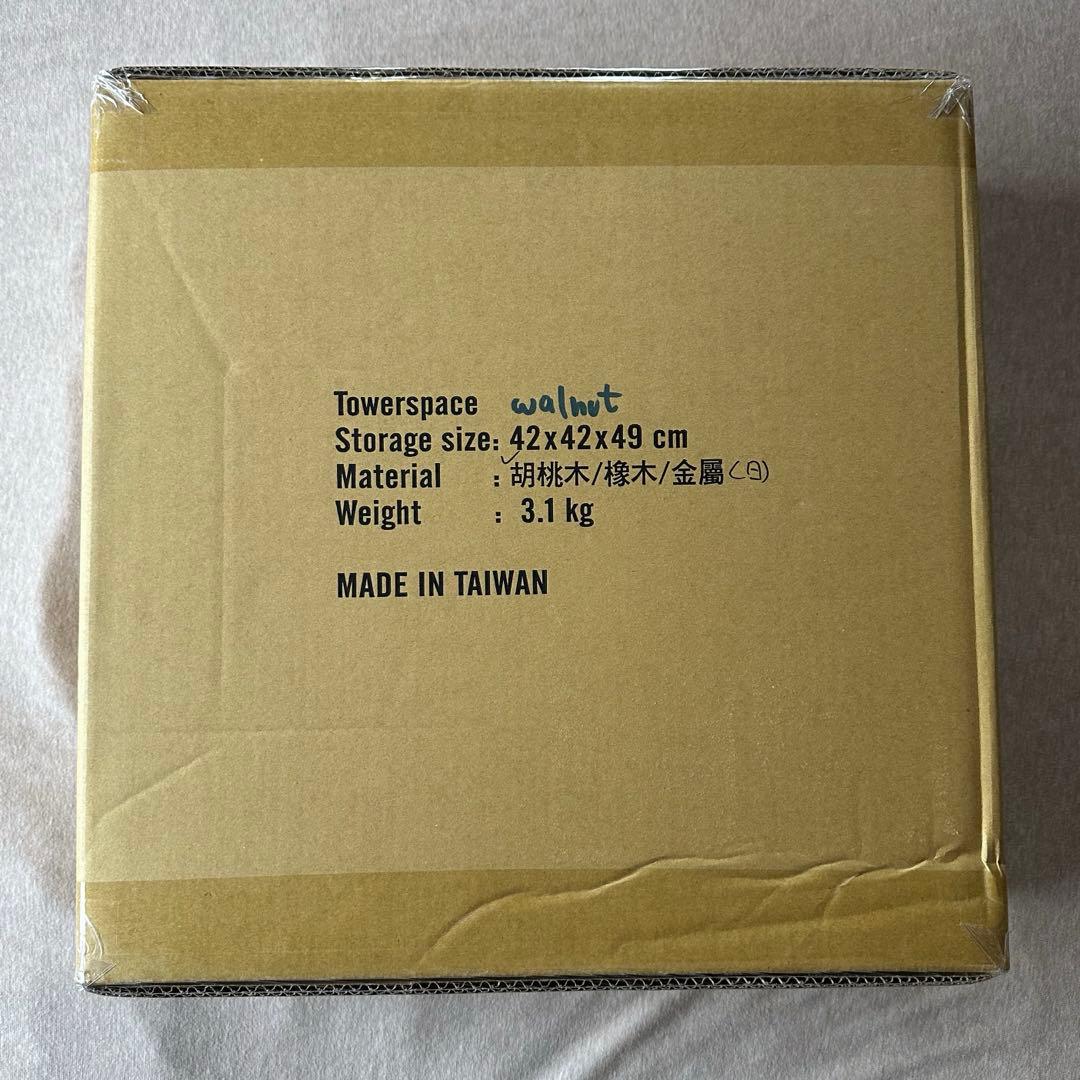 Towerspace walnut
Storage size: 42x42x49 cm
Material : ✓胡桃木/橡木/金屬(日)
Weight : 3.1 kg
MADE IN TAIWAN